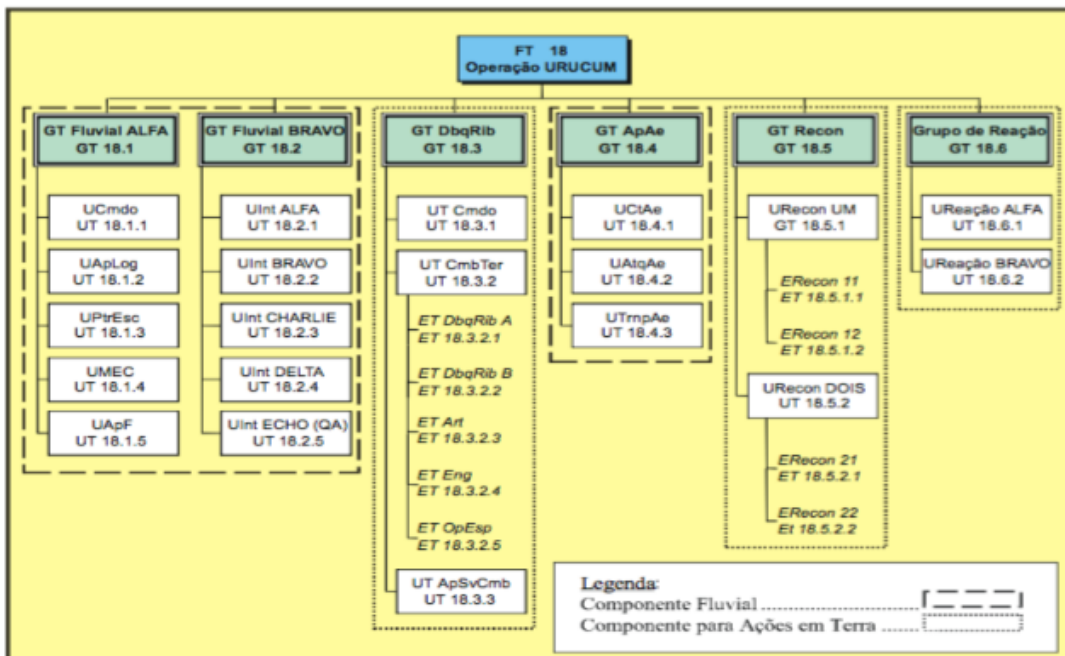 FT 18
Operação URUCUM
GT Fluvial ALFA
GT 18.1
GT Fluvial BRAVO
GT 18.2
GT DbqRib
GT 18.3
GT ApAe
GT 18.4
GT Recon
GT 18.5
Grupo de Reação
GT 18.6
UCmdo
UT 18.1.1
UApLog
UT 18.1.2
UPtrEsc
UT 18.1.3
UMEC
UT 18.1.4
UApF
UT 18.1.5
UInt ALFA
UT 18.2.1
UInt BRAVO
UT 18.2.2
UInt CHARLIE
UT 18.2.3
UInt DELTA
UT 18.2.4
UInt ECHO (QA)
UT 18.2.5
UT Cmdo
UT 18.3.1
UT CmbTer
UT 18.3.2
ET DbqRib A
ET 18.3.2.1
ET DbqRib B
ET 18.3.2.2
ET Art
ET 18.3.2.3
ET Eng
ET 18.3.2.4
ET OpEsp
ET 18.3.2.5
UT ApSvCmb
UT 18.3.3
UCtAe
UT 18.4.1
UAtqAe
UT 18.4.2
UTrnpAe
UT 18.4.3
URecon UM
GT 18.5.1
ERecon 11
ET 18.5.1.1
ERecon 12
ET 18.5.1.2
URecon DOIS
UT 18.5.2
ERecon 21
ET 18.5.2.1
ERecon 22
Et 18.5.2.2
UReação ALFA
UT 18.6.1
UReação BRAVO
UT 18.6.2
Legenda:
Componente Fluvial ........................
Componente para Ações em Terra ......